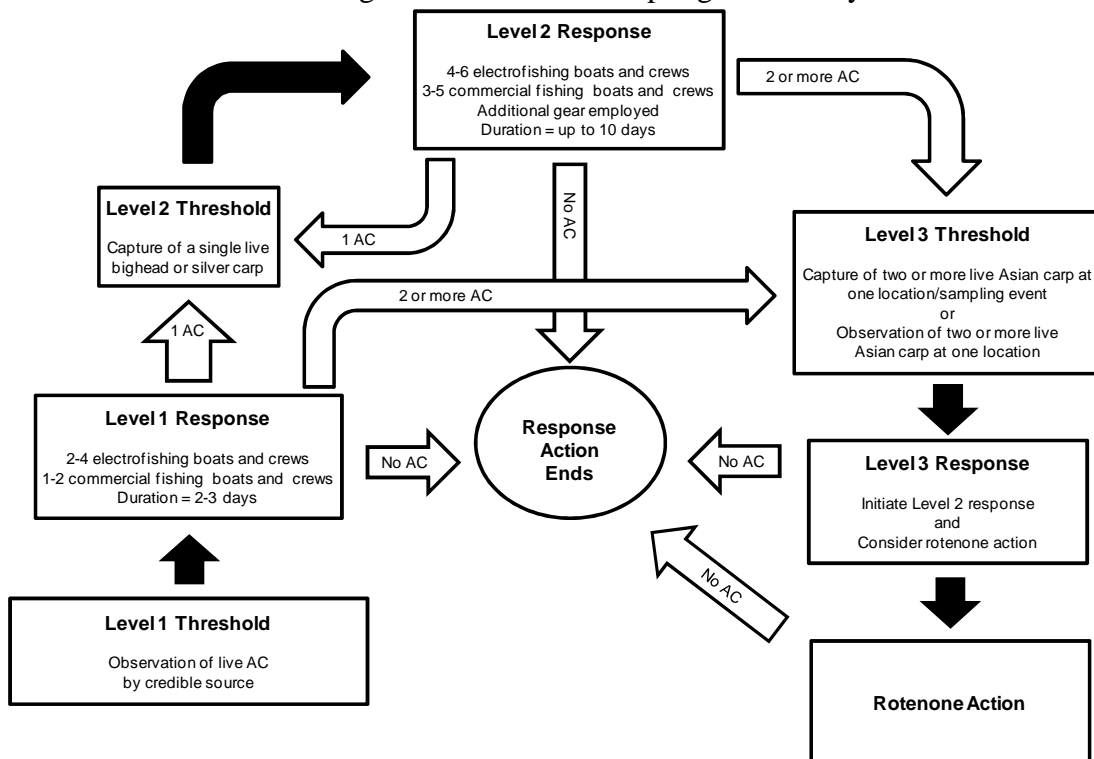 Level 2 Response
4-6 electrofishing boats and crews
3-5 commercial fishing boats and crews
Additional gear employed
Duration = up to 10 days
2 or more AC
Level 2 Threshold
Capture of a single live
bighead or silver carp
1 AC
No AC
Level 3 Threshold
Capture of two or more live Asian carp at
one location/sampling event
or
Observation of two or more live
Asian carp at one location
2 or more AC
1 AC
Level 1 Response
2-4 electrofishing boats and crews
1-2 commercial fishing boats and crews
Duration = 2-3 days
No AC
Response
Action
Ends
No AC
Level 3 Response
Initiate Level 2 response
and
Consider rotenone action
No AC
Level 1 Threshold
Observation of live AC
by credible source
Rotenone Action